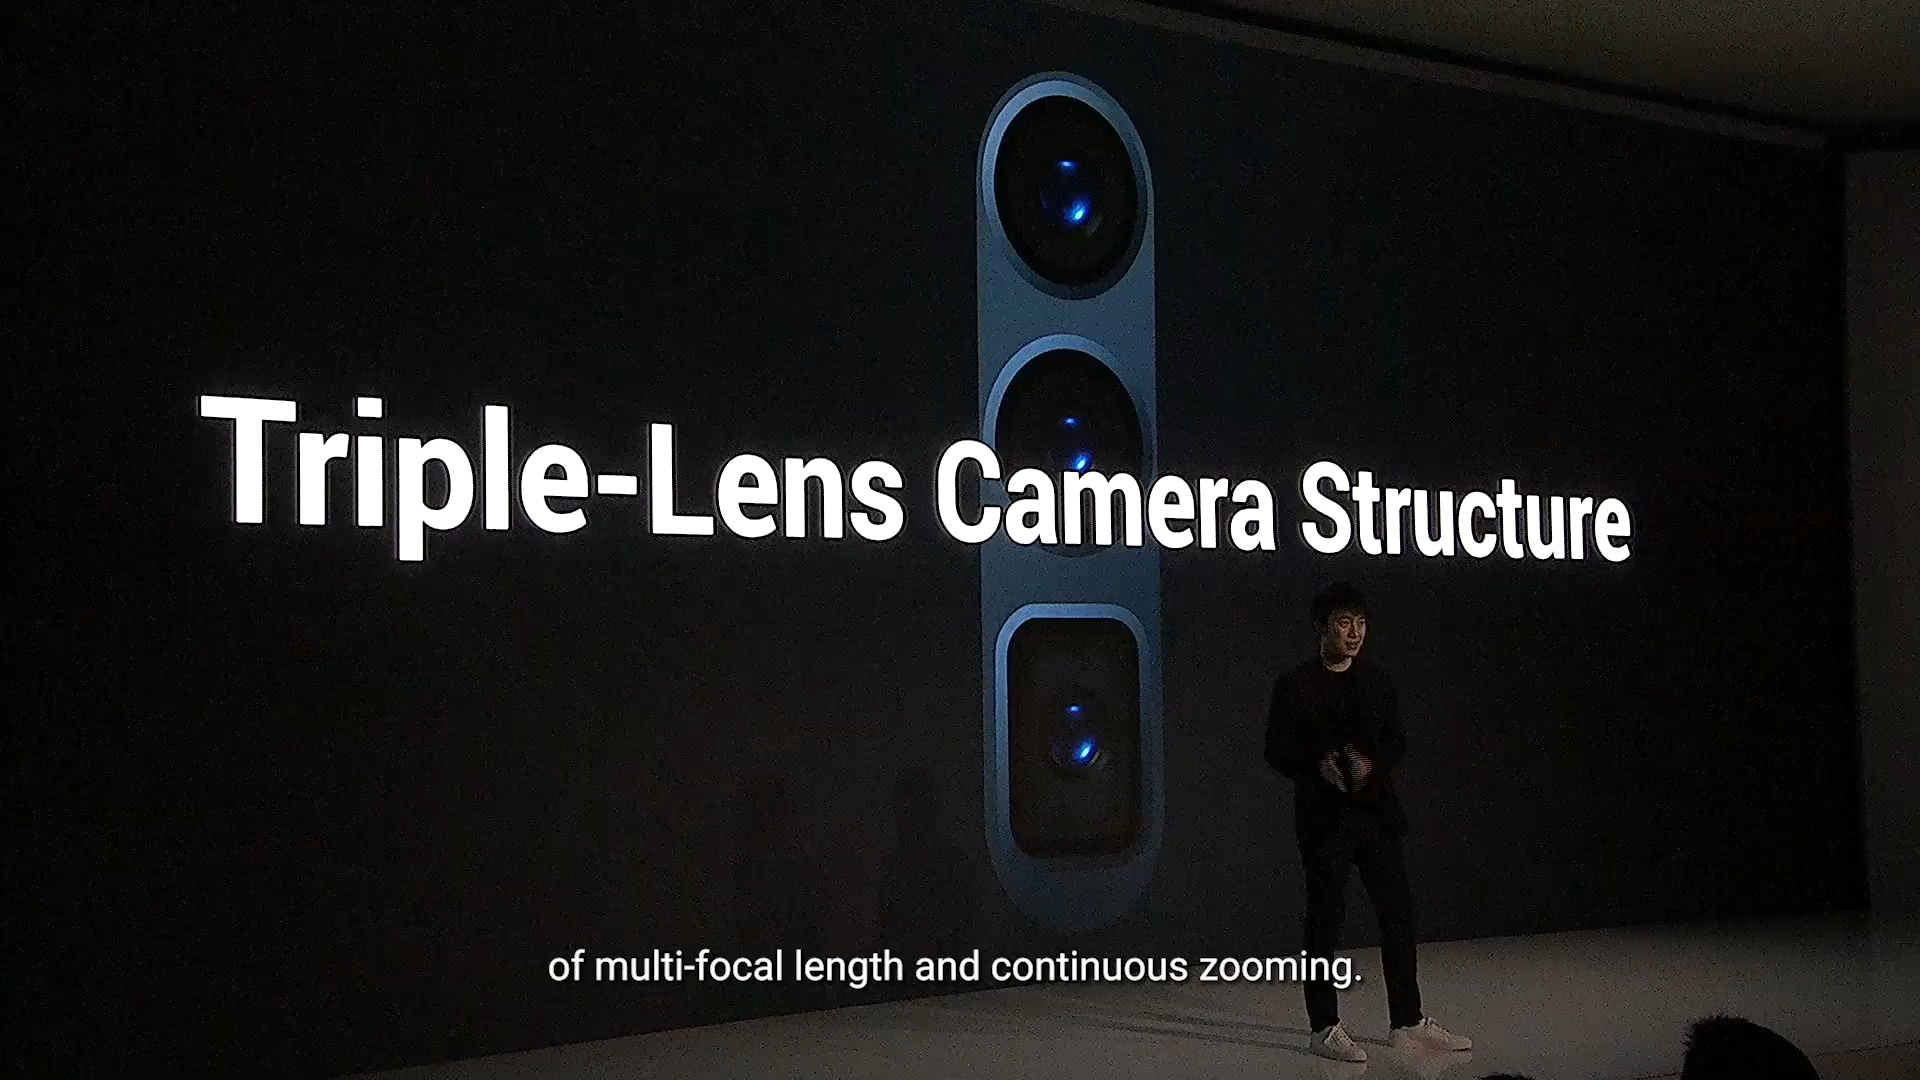 Triple-Lens Camera Structure
of multi-focal length and continuous zooming.